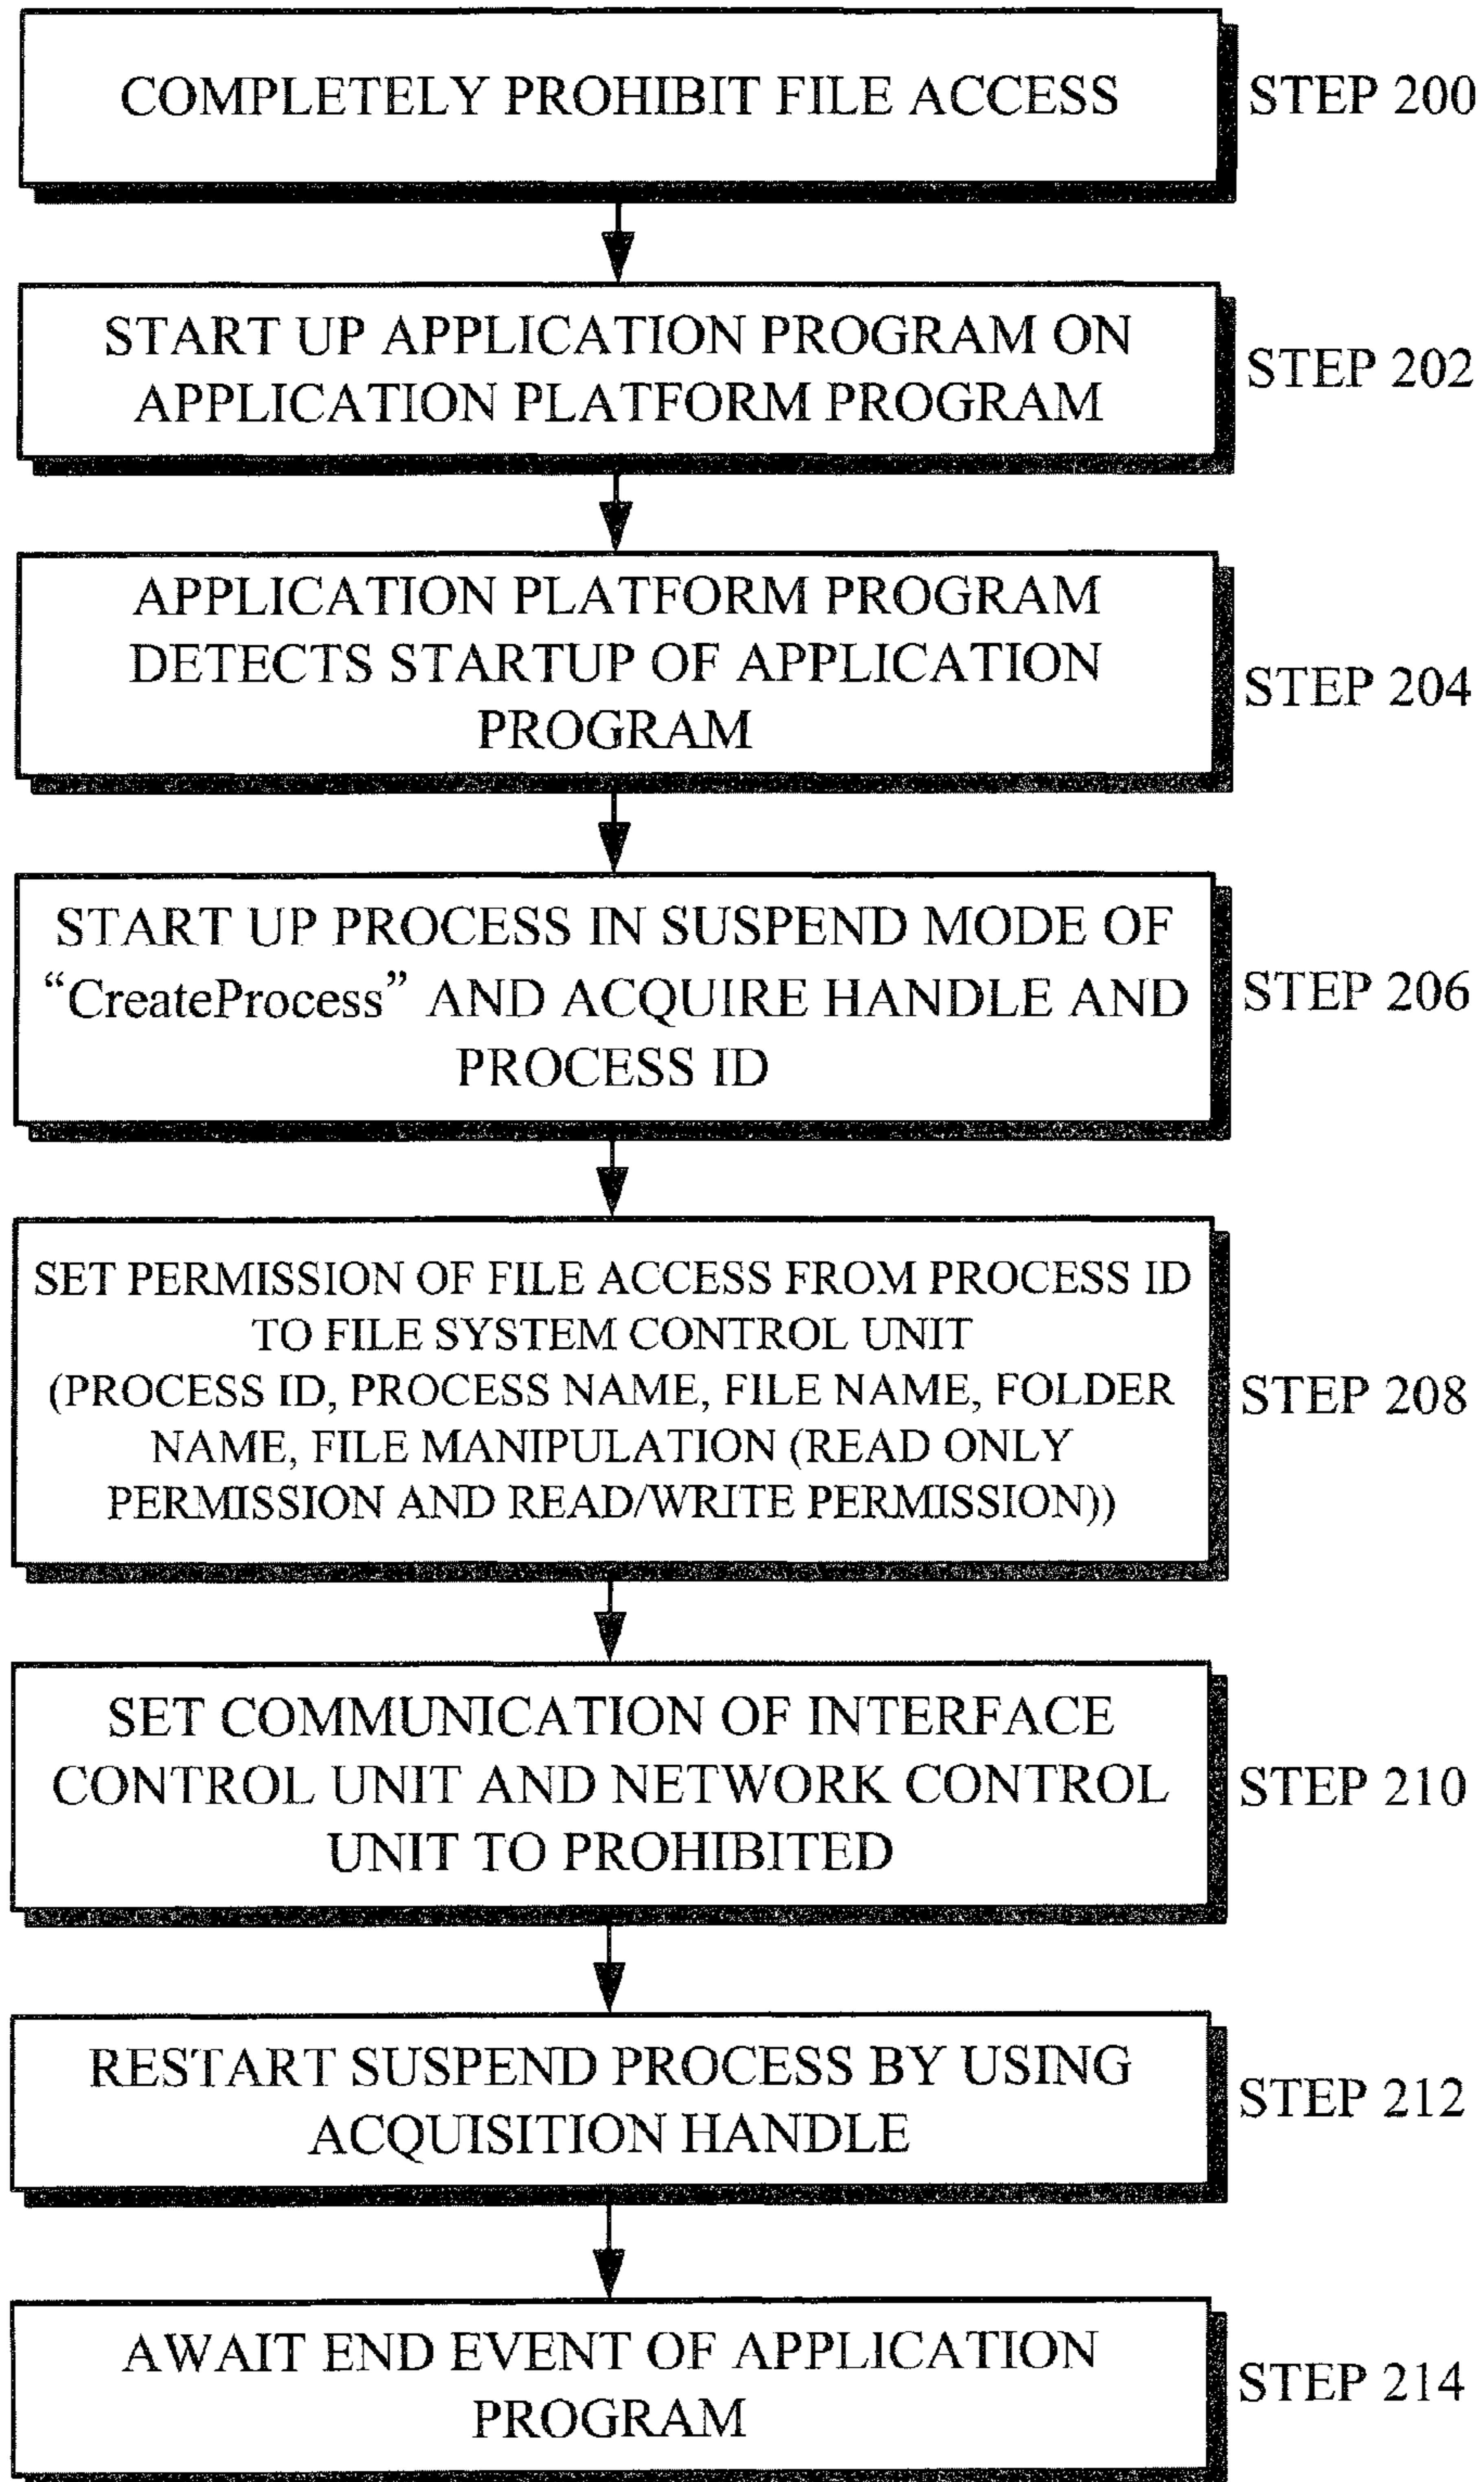 COMPLETELY PROHIBIT FILE ACCESS
STEP 200
START UP APPLICATION PROGRAM ON
APPLICATION PLATFORM PROGRAM
STEP 202
APPLICATION PLATFORM PROGRAM
DETECTS STARTUP OF APPLICATION
PROGRAM
STEP 204
START UP PROCESS IN SUSPEND MODE OF
“CreateProcess” AND ACQUIRE HANDLE AND
PROCESS ID
STEP 206
SET PERMISSION OF FILE ACCESS FROM PROCESS ID
TO FILE SYSTEM CONTROL UNIT
(PROCESS ID, PROCESS NAME, FILE NAME, FOLDER
NAME, FILE MANIPULATION (READ ONLY
PERMISSION AND READ/WRITE PERMISSION))
STEP 208
SET COMMUNICATION OF INTERFACE
CONTROL UNIT AND NETWORK CONTROL
UNIT TO PROHIBITED
STEP 210
RESTART SUSPEND PROCESS BY USING
ACQUISITION HANDLE
STEP 212
AWAIT END EVENT OF APPLICATION
PROGRAM
STEP 214